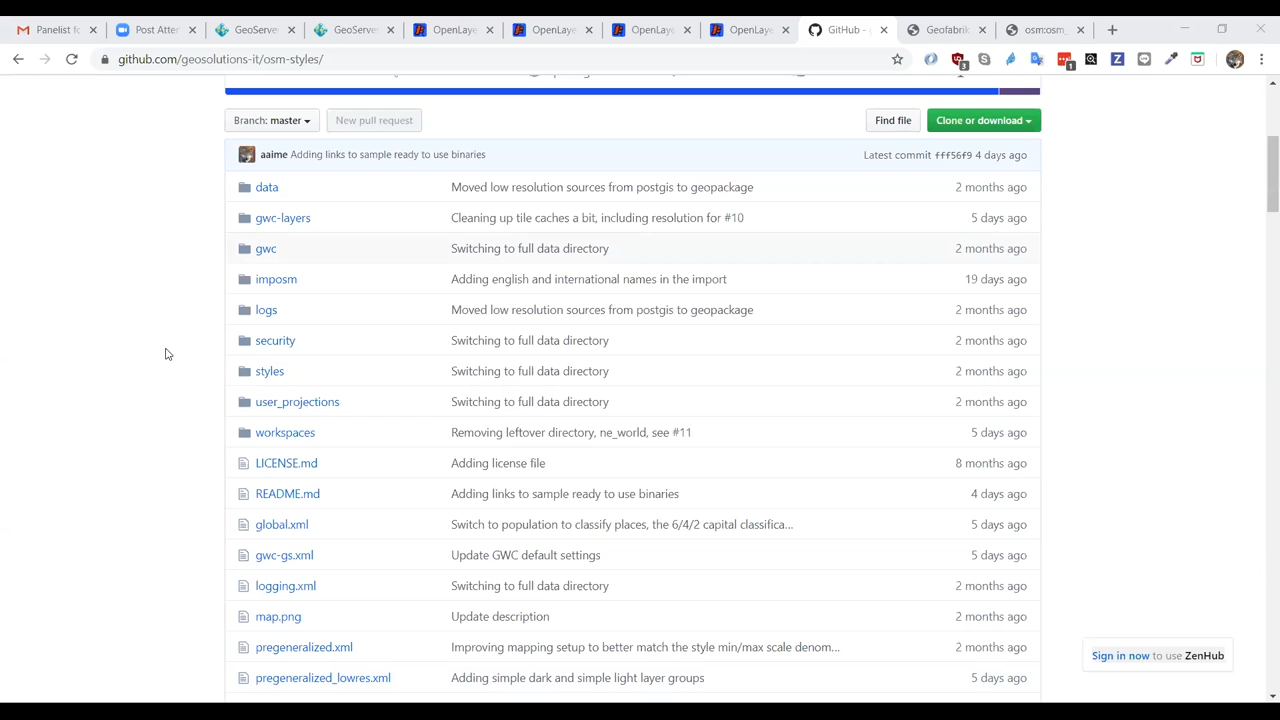 Panelist fo
Post Atten
GeoServe
GeoServe
OpenLaye
OpenLaye
OpenLaye
OpenLaye
GitHub - g
Geofabrik
osm:osm_
github.com/geosolutions-it/osm-styles/
3
1
Branch: master
New pull request
Find file
Clone or download
aaime Adding links to sample ready to use binaries
Latest commit fff56f9 4 days ago
data Moved low resolution sources from postgis to geopackage 2 months ago
gwc-layers Cleaning up tile caches a bit, including resolution for #10 5 days ago
gwc Switching to full data directory 2 months ago
imposm Adding english and international names in the import 19 days ago
logs Moved low resolution sources from postgis to geopackage 2 months ago
security Switching to full data directory 2 months ago
styles Switching to full data directory 2 months ago
user_projections Switching to full data directory 2 months ago
workspaces Removing leftover directory, ne_world, see #11 5 days ago
LICENSE.md Adding license file 8 months ago
README.md Adding links to sample ready to use binaries 4 days ago
global.xml Switch to population to classify places, the 6/4/2 capital classifica... 5 days ago
gwc-gs.xml Update GWC default settings 5 days ago
logging.xml Switching to full data directory 2 months ago
map.png Update description 2 months ago
pregeneralized.xml Improving mapping setup to better match the style min/max scale denom... 2 months ago
pregeneralized_lowres.xml Adding simple dark and simple light layer groups 5 days ago
Sign in now to use ZenHub